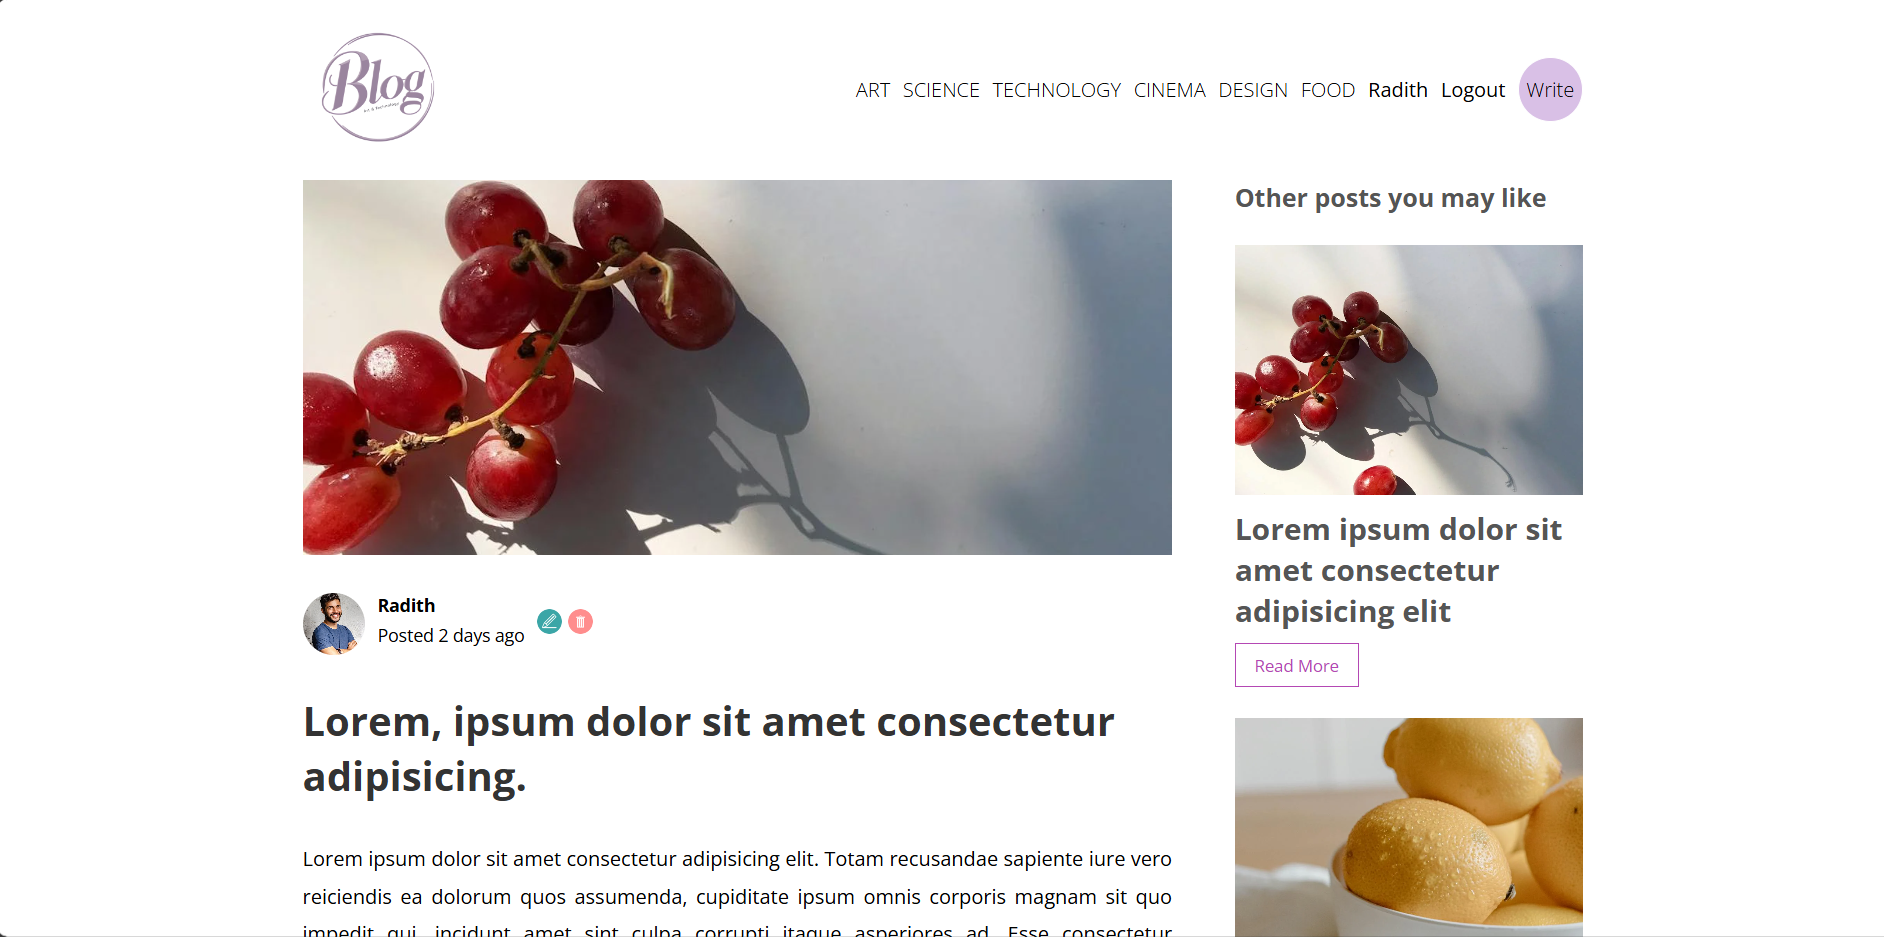 Blog
Art & Technology
ART SCIENCE TECHNOLOGY CINEMA DESIGN FOOD Radith Logout Write
Radith
Posted 2 days ago
Lorem, ipsum dolor sit amet consectetur
adipisicing.
Lorem ipsum dolor sit amet consectetur adipisicing elit. Totam recusandae sapiente iure vero
reiciendis ea dolorum quos assumenda, cupiditate ipsum omnis corporis magnam sit quo
impedit qui, incidunt amet sint culpa corrupti itaque asperiores ad. Esse consectetur
Other posts you may like
Lorem ipsum dolor sit
amet consectetur
adipisicing elit
Read More